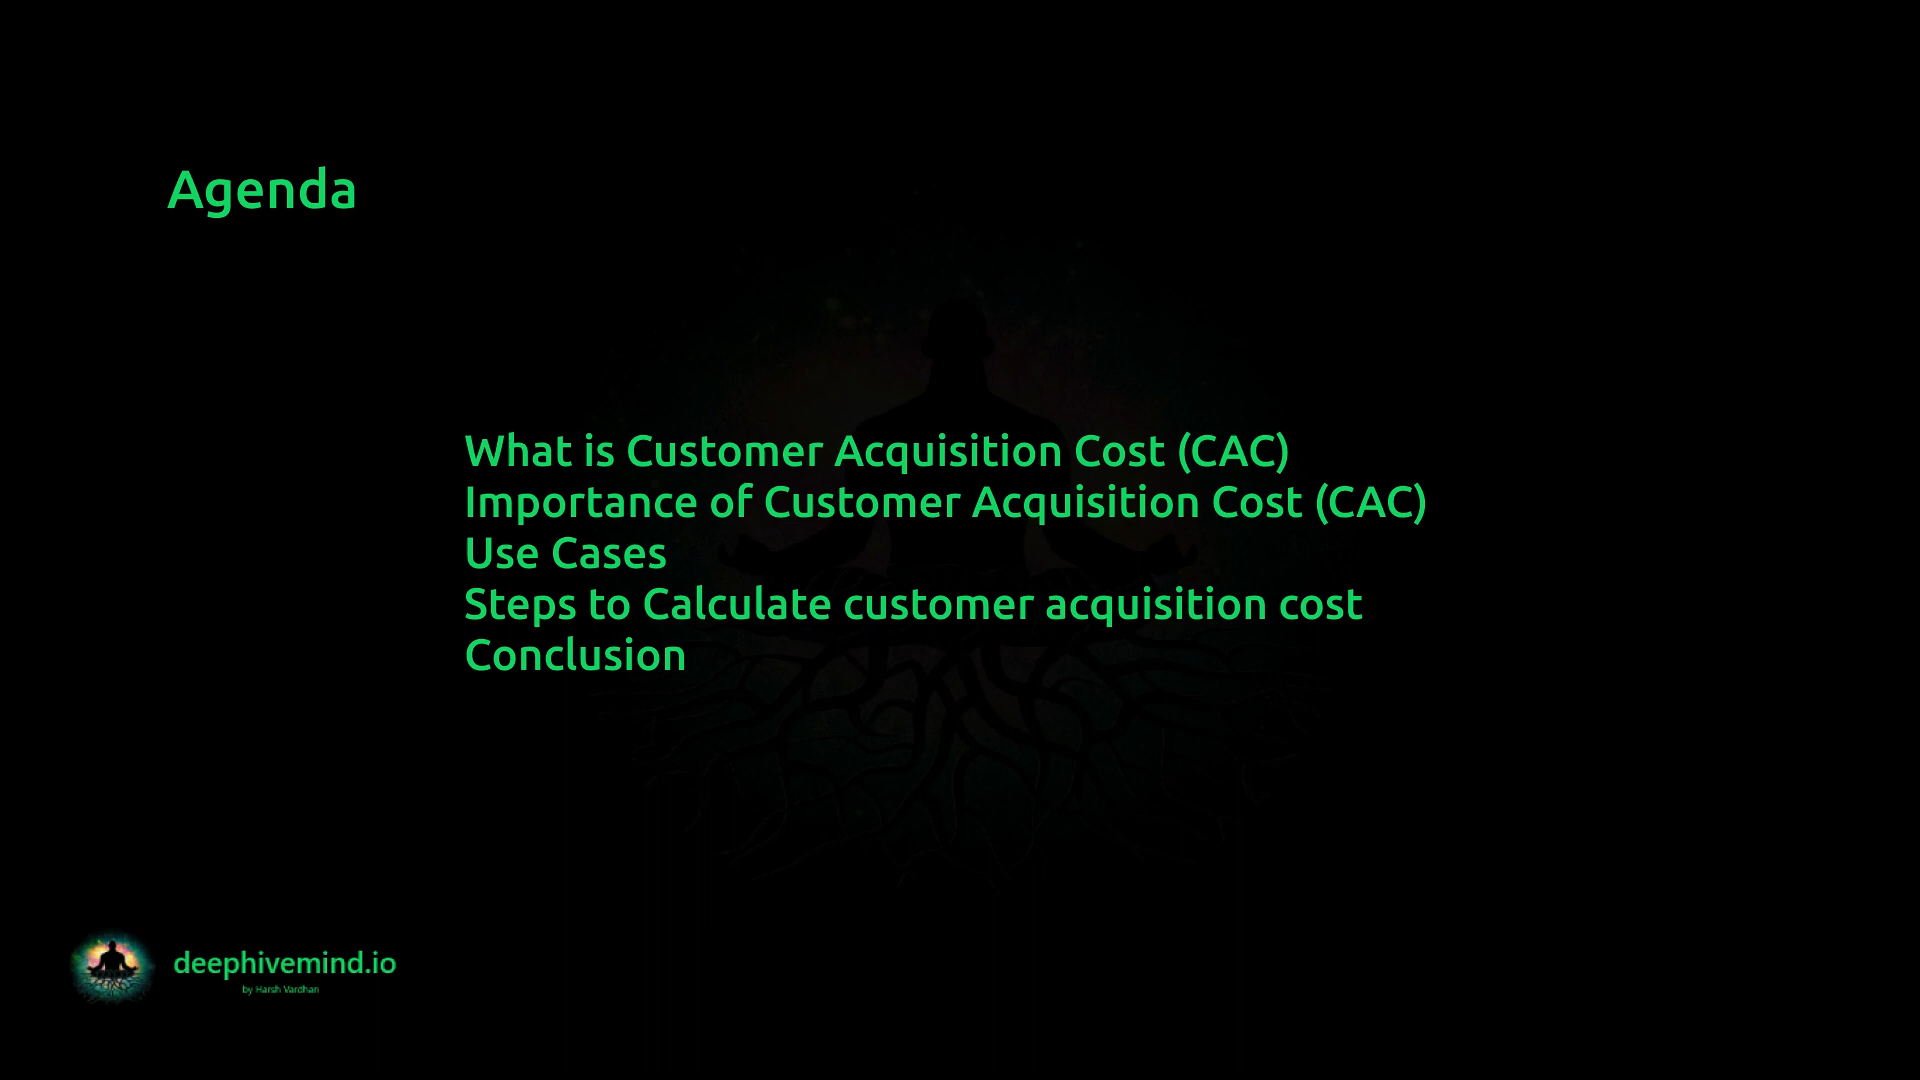 Agenda
What is Customer Acquisition Cost (CAC)
Importance of Customer Acquisition Cost (CAC)
Use Cases
Steps to Calculate customer acquisition cost
Conclusion
deephivemind.io
by Harsh Vardhan